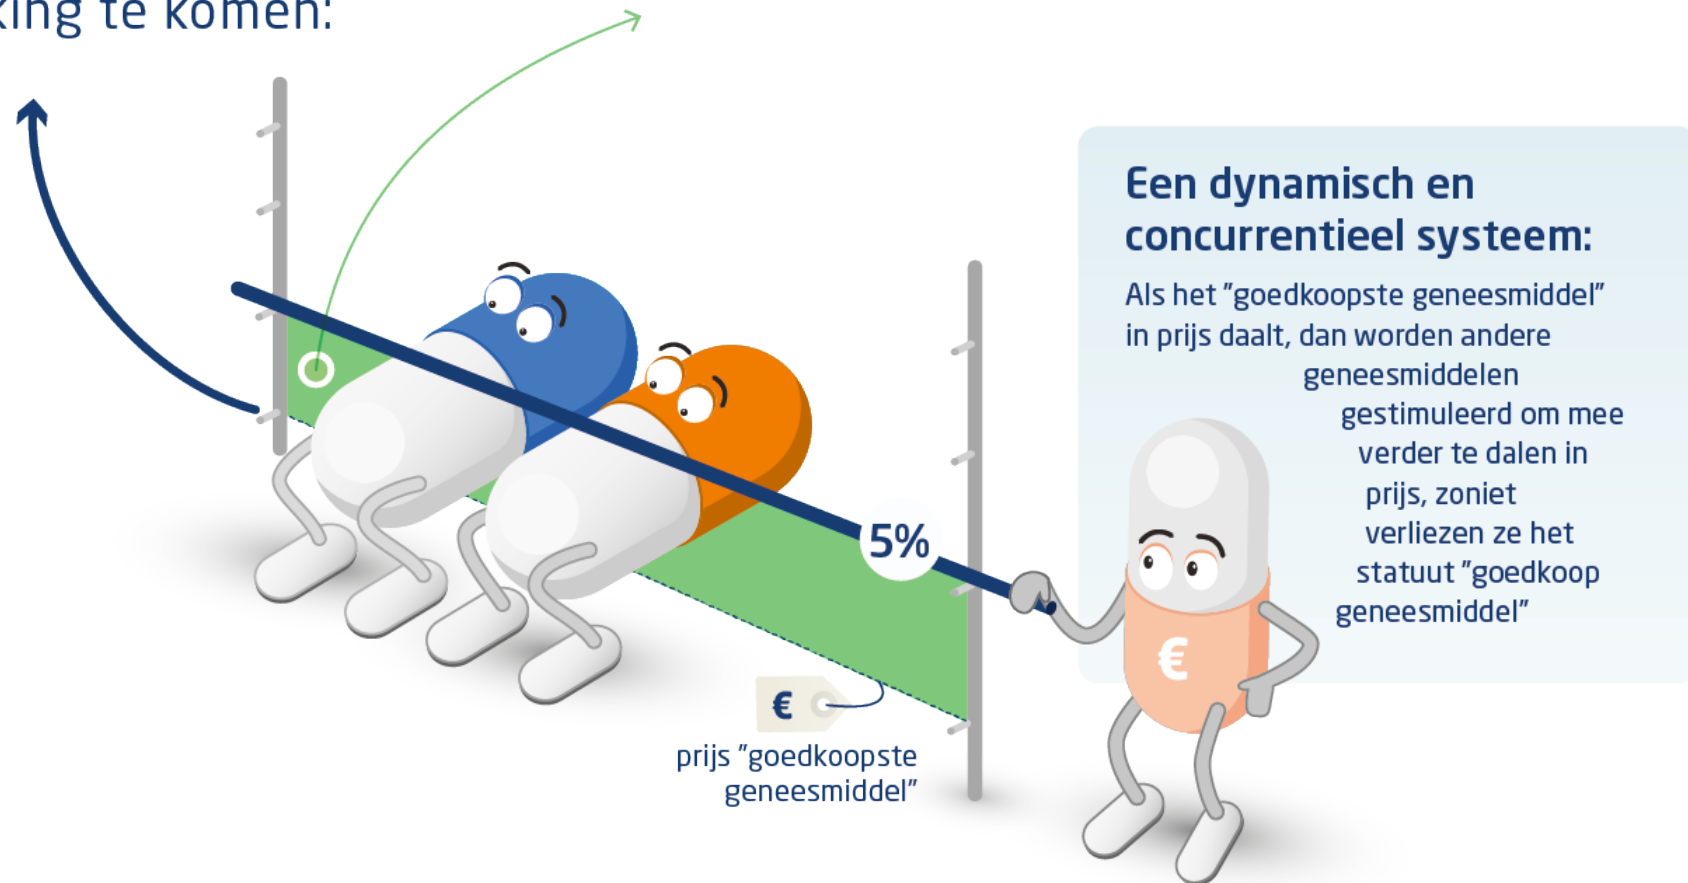 king te komen:
Een dynamisch en
concurrentieel systeem:
Als het "goedkoopste geneesmiddel"
in prijs daalt, dan worden andere
geneesmiddelen
gestimuleerd om mee
verder te dalen in
prijs, zoniet
verliezen ze het
statuut "goedkoop
geneesmiddel"
5%
€
€
prijs "goedkoopste
geneesmiddel"